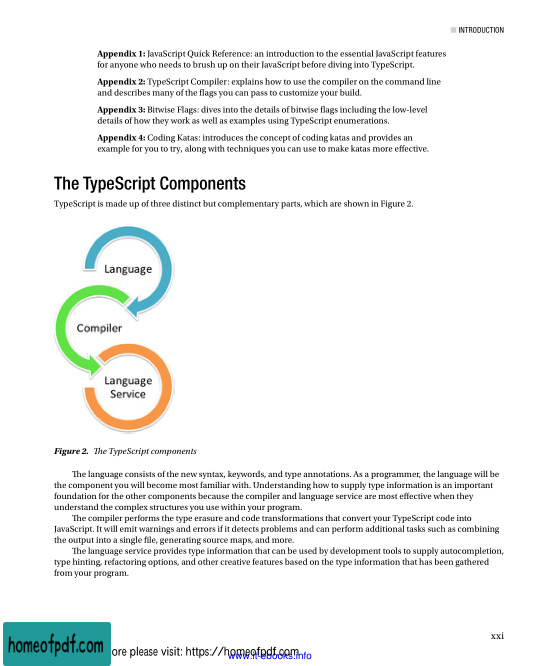 INTRODUCTION
Appendix 1: JavaScript Quick Reference: an introduction to the essential JavaScript features
for anyone who needs to brush up on their JavaScript before diving into TypeScript.
Appendix 2: TypeScript Compiler: explains how to use the compiler on the command line
and describes many of the flags you can pass to customize your build.
Appendix 3: Bitwise Flags: dives into the details of bitwise flags including the low-level
details of how they work as well as examples using TypeScript enumerations.
Appendix 4: Coding Katas: introduces the concept of coding katas and provides an
example for you to try, along with techniques you can use to make katas more effective.
The TypeScript Components
TypeScript is made up of three distinct but complementary parts, which are shown in Figure 2.
Language
Compiler
Language
Service
Figure 2. The TypeScript components
The language consists of the new syntax, keywords, and type annotations. As a programmer, the language will be
the component you will become most familiar with. Understanding how to supply type information is an important
foundation for the other components because the compiler and language service are most effective when they
understand the complex structures you use within your program.
The compiler performs the type erasure and code transformations that convert your TypeScript code into
JavaScript. It will emit warnings and errors if it detects problems and can perform additional tasks such as combining
the output into a single file, generating source maps, and more.
The language service provides type information that can be used by development tools to supply autocompletion,
type hinting, refactoring options, and other creative features based on the type information that has been gathered
from your program.
xxi
homeofpdf.com
ore please visit: https://homeofpdf.com
www.it-ebooks.info